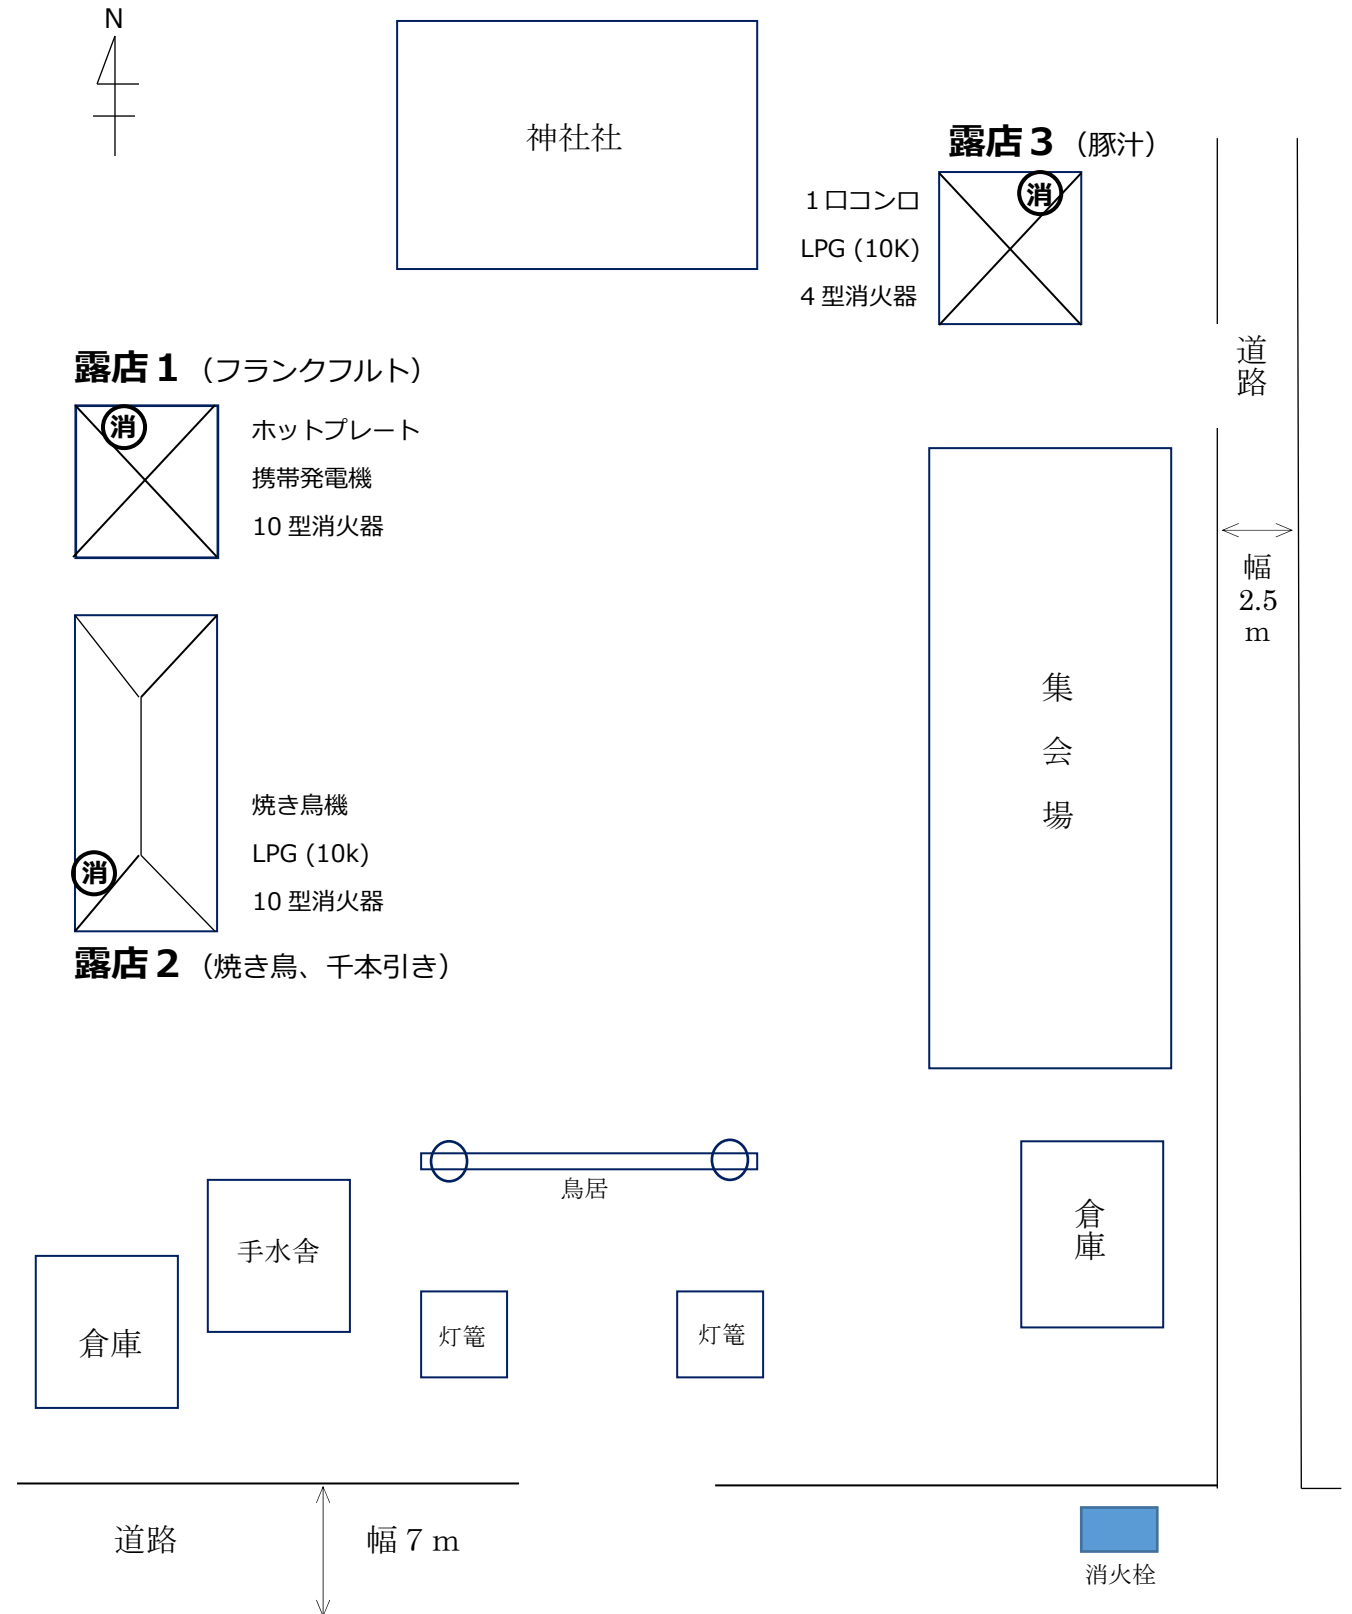 N
神社社
露店3（豚汁）
消
1口コンロ
LPG (10K)
4型消火器
道路
露店1（フランクフルト）
消
ホットプレート
携帯発電機
10型消火器
幅
2.5
m
集会場
焼き鳥機
LPG (10k)
10型消火器
消
露店2（焼き鳥、千本引き）
鳥居
手水舎
倉庫
倉庫
灯篭
灯篭
道路
幅7m
消火栓